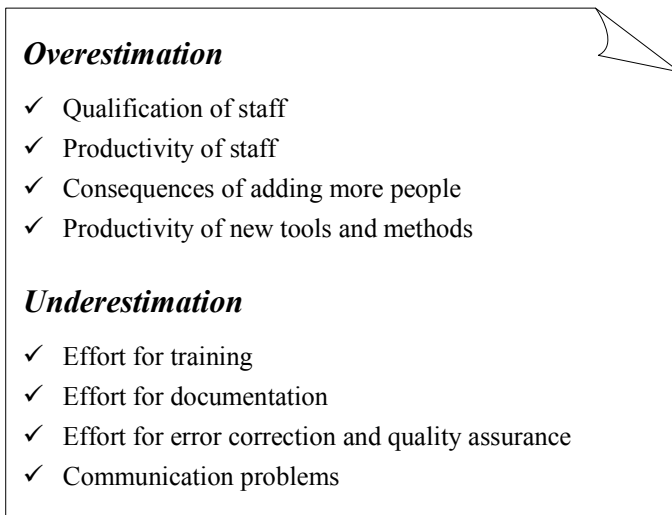 Overestimation
✓ Qualification of staff
✓ Productivity of staff
✓ Consequences of adding more people
✓ Productivity of new tools and methods
Underestimation
✓ Effort for training
✓ Effort for documentation
✓ Effort for error correction and quality assurance
✓ Communication problems